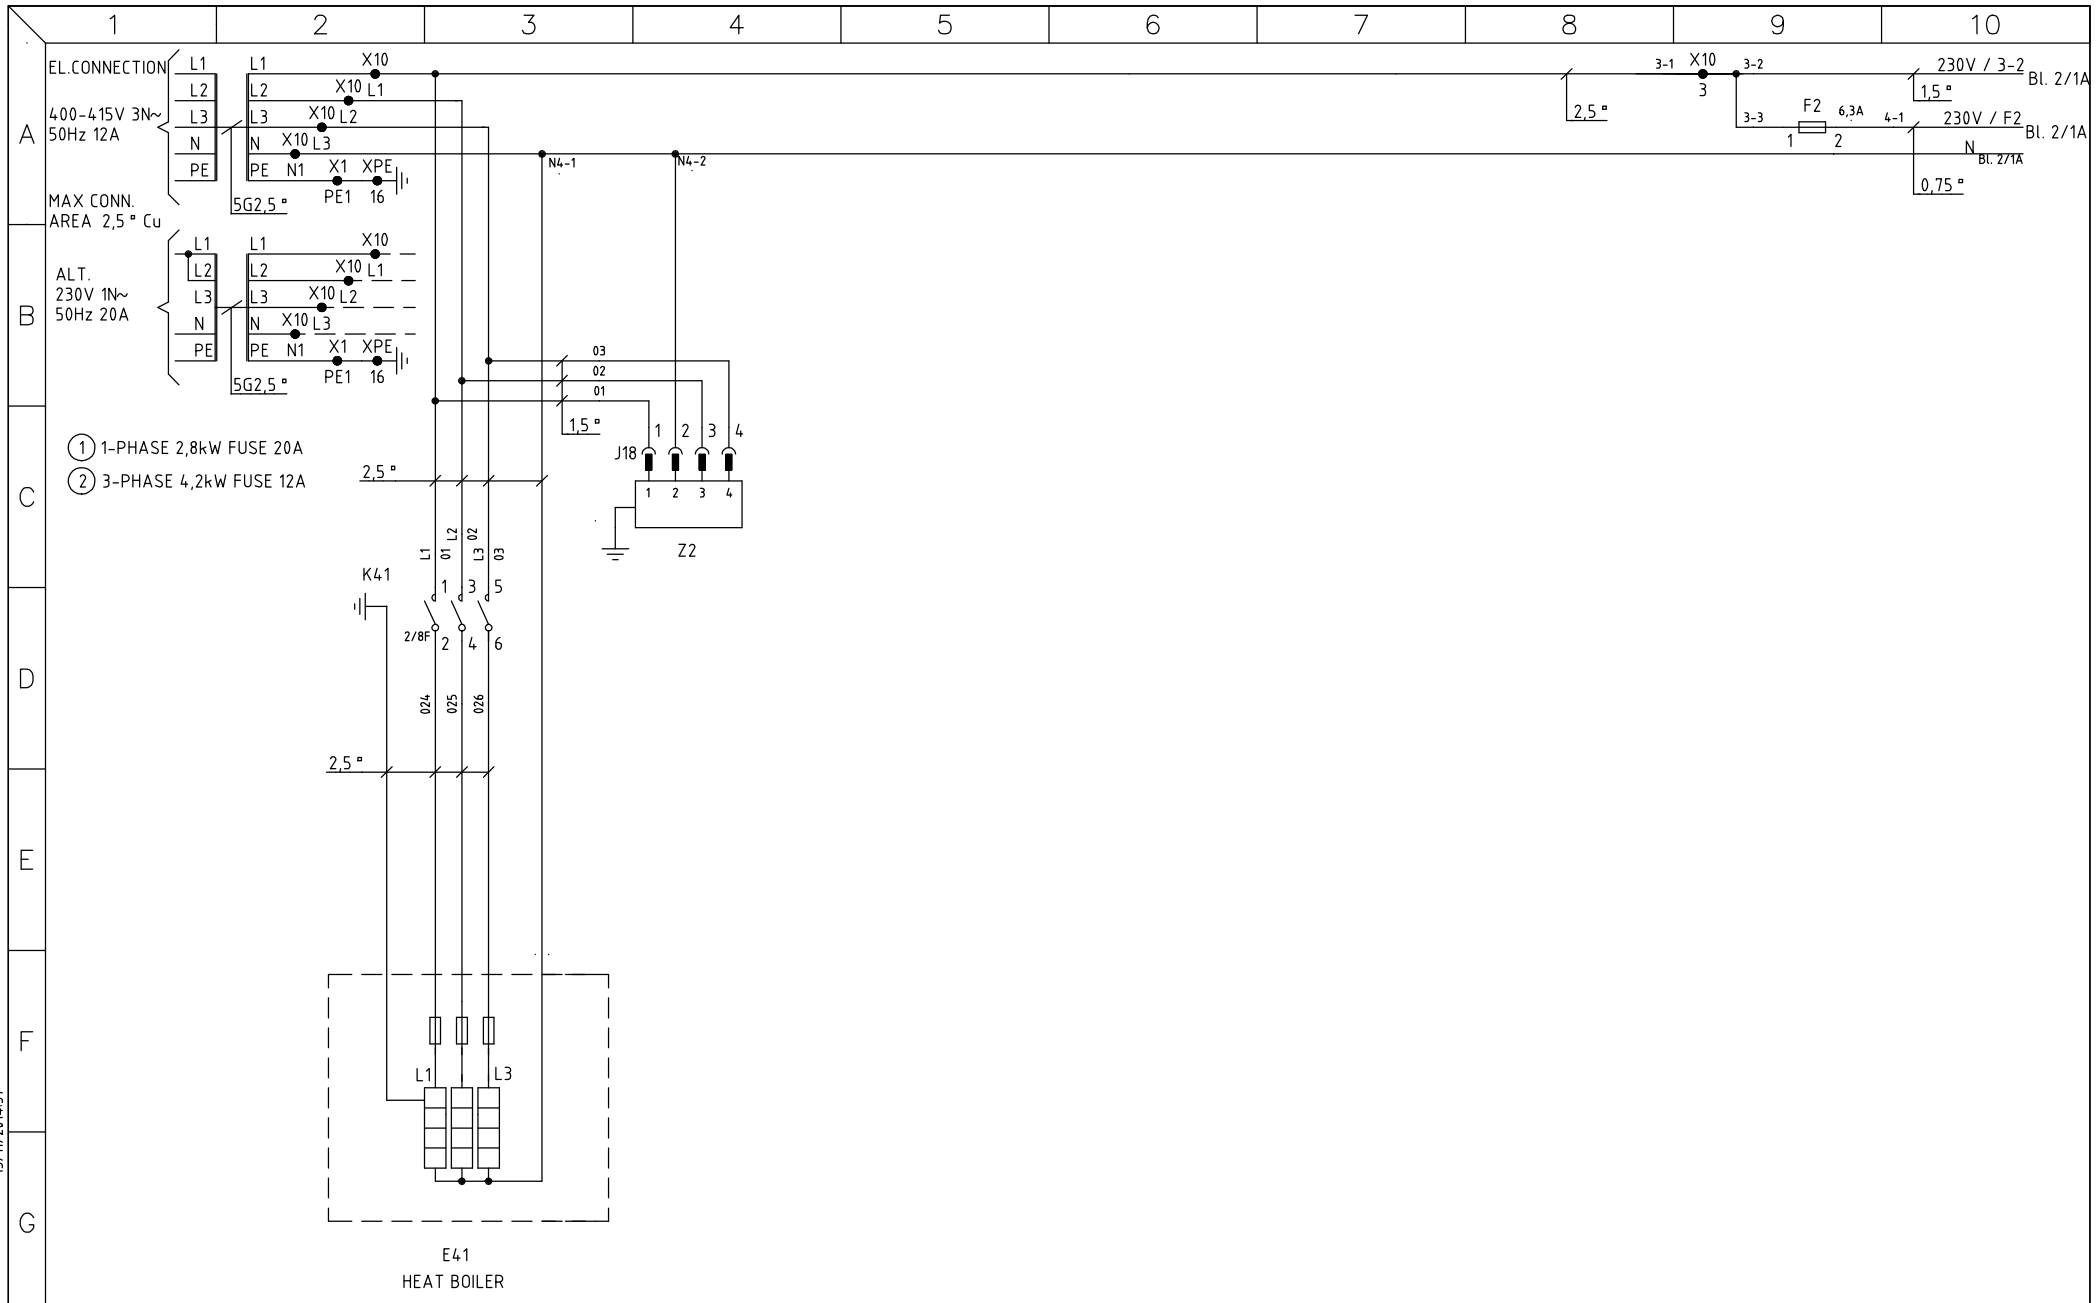 1 2 3 4 5 6 7 8 9 10
A
B
C
D
E
F
G
EL.CONNECTION
400-415V 3N~
50Hz 12A
MAX CONN.
AREA 2,5▫ Cu
L1 L1 X10
L2 L2 X10 L1
L3 L3 X10 L2
N N X10 L3
PE PE N1 X1 XPE
PE1 16
5G2,5▫
ALT.
230V 1N~
50Hz 20A
L1 L1 X10
L2 L2 X10 L1
L3 L3 X10 L2
N N X10 L3
PE PE N1 X1 XPE
PE1 16
5G2,5▫
N4-1
N4-2
2,5▫
3-1 X10 3-2
3
3-3 F2 6,3A 4-1
1 2
230V / 3-2 Bl. 2/1A
1,5▫
230V / F2 Bl. 2/1A
N Bl. 2/1A
0,75▫
1 1-PHASE 2,8kW FUSE 20A
2 3-PHASE 4,2kW FUSE 12A
03
02
01
1,5▫
J18 1 2 3 4
1 2 3 4
Z2
2,5▫
L1 01 L2 02 L3 03
K41
1 3 5
2/8F 2 4 6
024 025 026
2,5▫
L1 L3
E41
HEAT BOILER